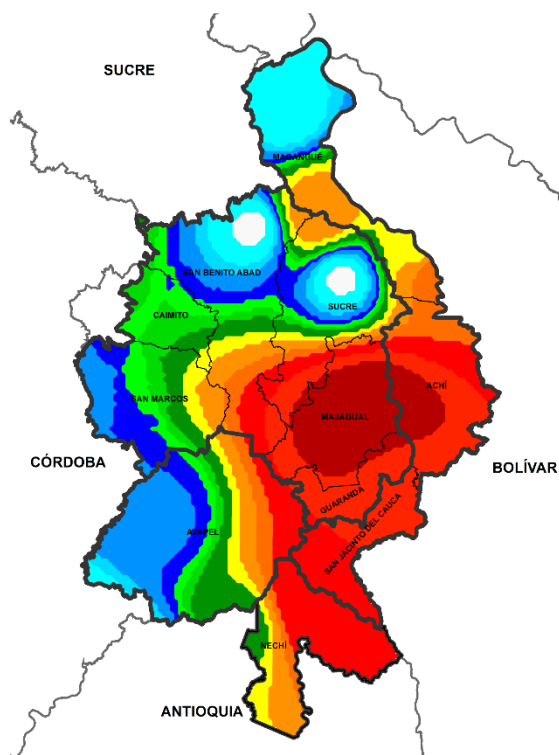 SUCRE
MAGANGUÉ
SAN BENITO ABAD
SUCRE
CAIMITO
ACHÍ
SAN MARCOS
MAJAGUAL
CÓRDOBA
BOLÍVAR
GUARANDA
SAN JACINTO DEL CAUCA
AYAPEL
NECHÍ
ANTIOQUIA